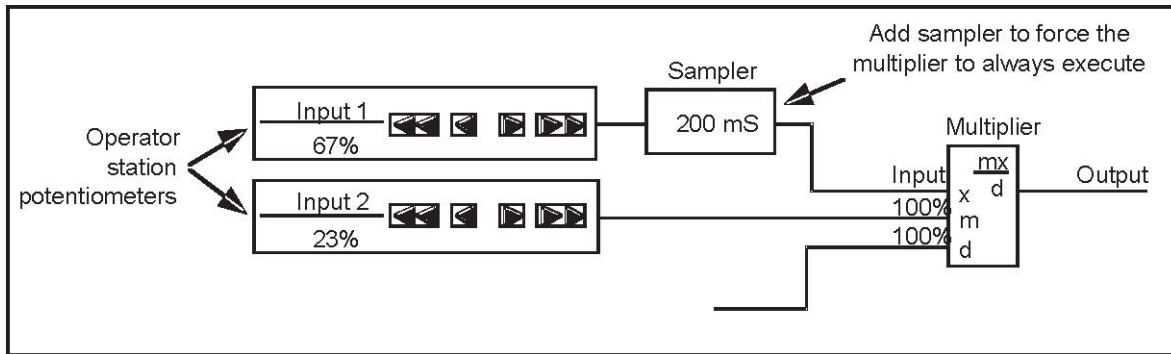 Add sampler to force the
multiplier to always execute
Sampler
Input 1
67%
200 mS
Operator
station
potentiometers
Multiplier
Input
mx
d
Output
x
Input 2
23%
100%
m
100%
d